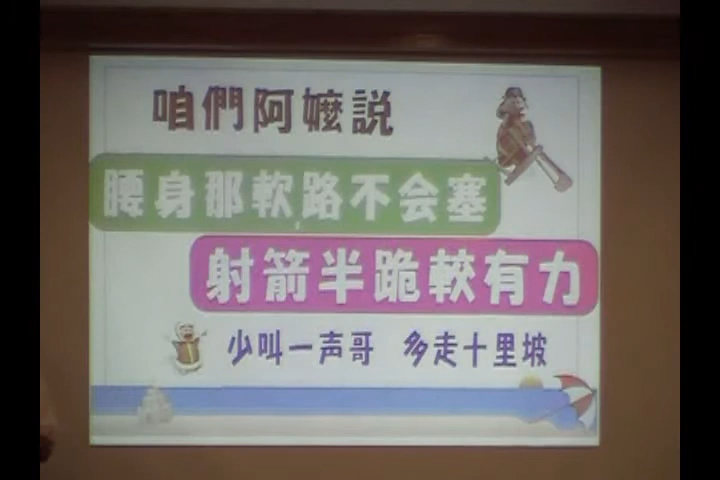 咱們阿嬤説
腰身那軟路不会塞
射箭半跪較有力
少叫一声哥 多走十里坡